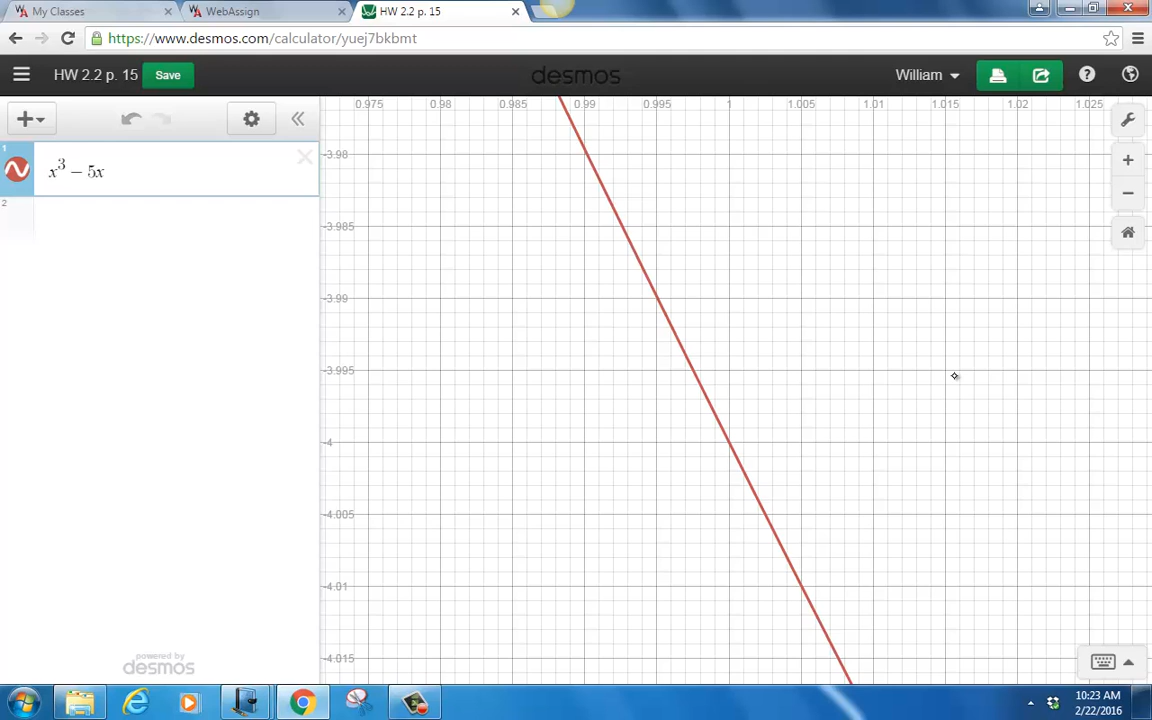 My Classes
WebAssign
HW 2.2 p. 15
https://www.desmos.com/calculator/yuej7bkbmt
HW 2.2 p. 15
Save
desmos
William
1
x³ − 5x
2
0.975
0.98
0.985
0.99
0.995
1
1.005
1.01
1.015
1.02
1.025
-3.98
-3.985
-3.99
-3.995
-4
-4.005
-4.01
-4.015
powered by
desmos
10:23 AM
2/22/2016